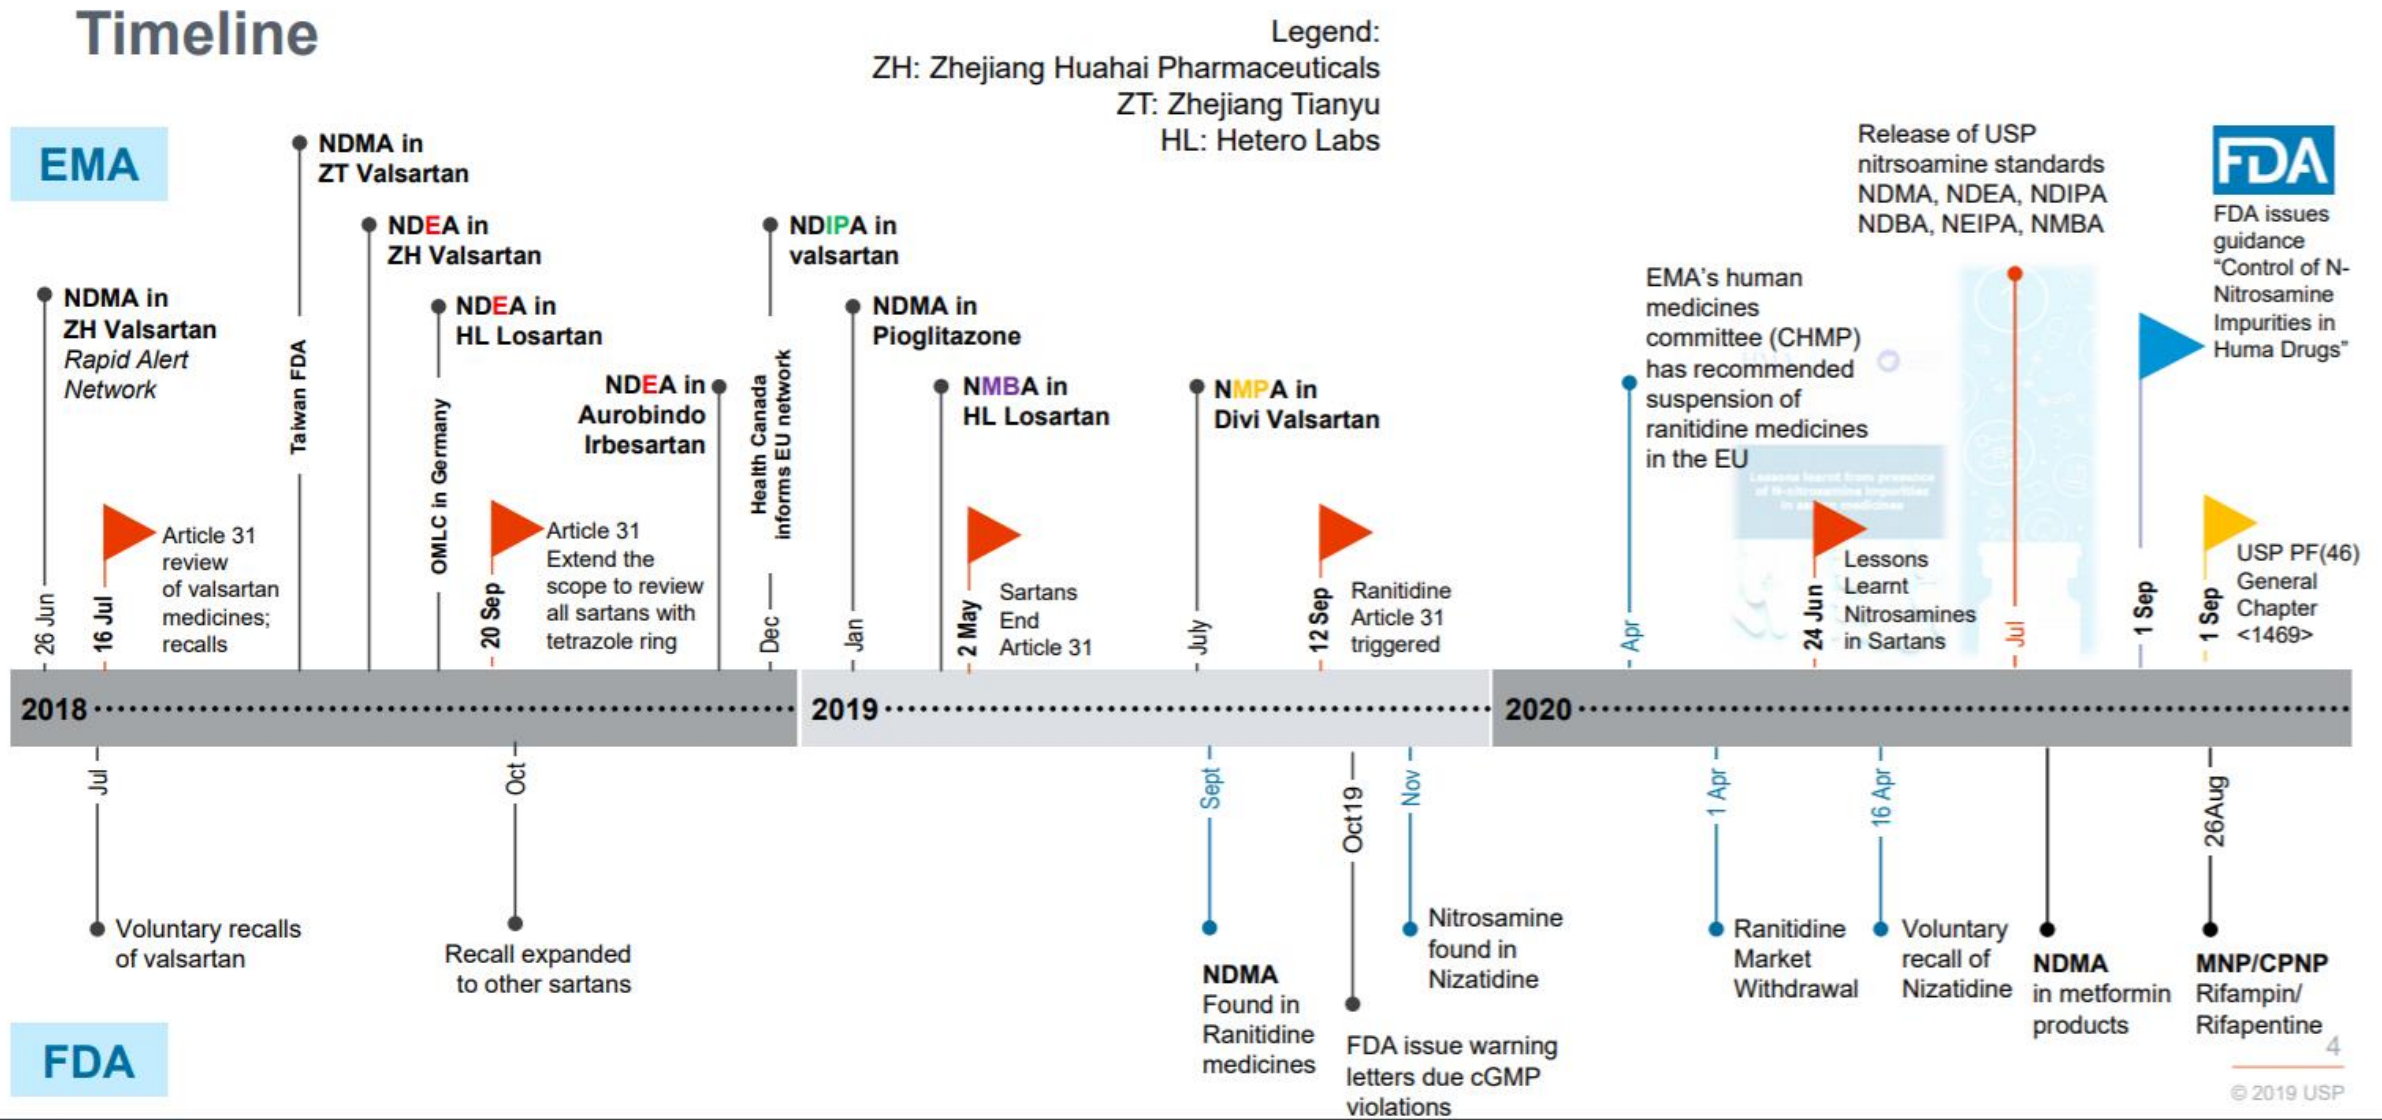 Timeline
Legend:
ZH: Zhejiang Huahai Pharmaceuticals
ZT: Zhejiang Tianyu
HL: Hetero Labs
EMA
NDMA in
ZH Valsartan
Rapid Alert
Network
26 Jun
16 Jul
Article 31
review
of valsartan
medicines;
recalls
NDMA in
ZT Valsartan
Taiwan FDA
NDEA in
ZH Valsartan
NDEA in
HL Losartan
OMLC in Germany
20 Sep
Article 31
Extend the
scope to review
all sartans with
tetrazole ring
NDEA in
Aurobindo
Irbesartan
NDIPA in
valsartan
Health Canada
informs EU network
Dec
NDMA in
Pioglitazone
Jan
NMBA in
HL Losartan
2 May
Sartans
End
Article 31
NMPA in
Divi Valsartan
July
12 Sep
Ranitidine
Article 31
triggered
EMA's human
medicines
committee (CHMP)
has recommended
suspension of
ranitidine medicines
in the EU
Apr
Lessons learnt from presence
of N-nitrosamine impurities
in sartan medicines
24 Jun
Lessons
Learnt
Nitrosamines
in Sartans
Release of USP
nitrsoamine standards
NDMA, NDEA, NDIPA
NDBA, NEIPA, NMBA
Jul
FDA
FDA issues
guidance
“Control of N-
Nitrosamine
Impurities in
Huma Drugs”
1 Sep
1 Sep
USP PF(46)
General
Chapter
<1469>
2018
2019
2020
Jul
Voluntary recalls
of valsartan
Oct
Recall expanded
to other sartans
Sept
NDMA
Found in
Ranitidine
medicines
Oct19
FDA issue warning
letters due cGMP
violations
Nov
Nitrosamine
found in
Nizatidine
1 Apr
Ranitidine
Market
Withdrawal
16 Apr
Voluntary
recall of
Nizatidine
NDMA
in metformin
products
26Aug
MNP/CPNP
Rifampin/
Rifapentine
FDA
4
© 2019 USP